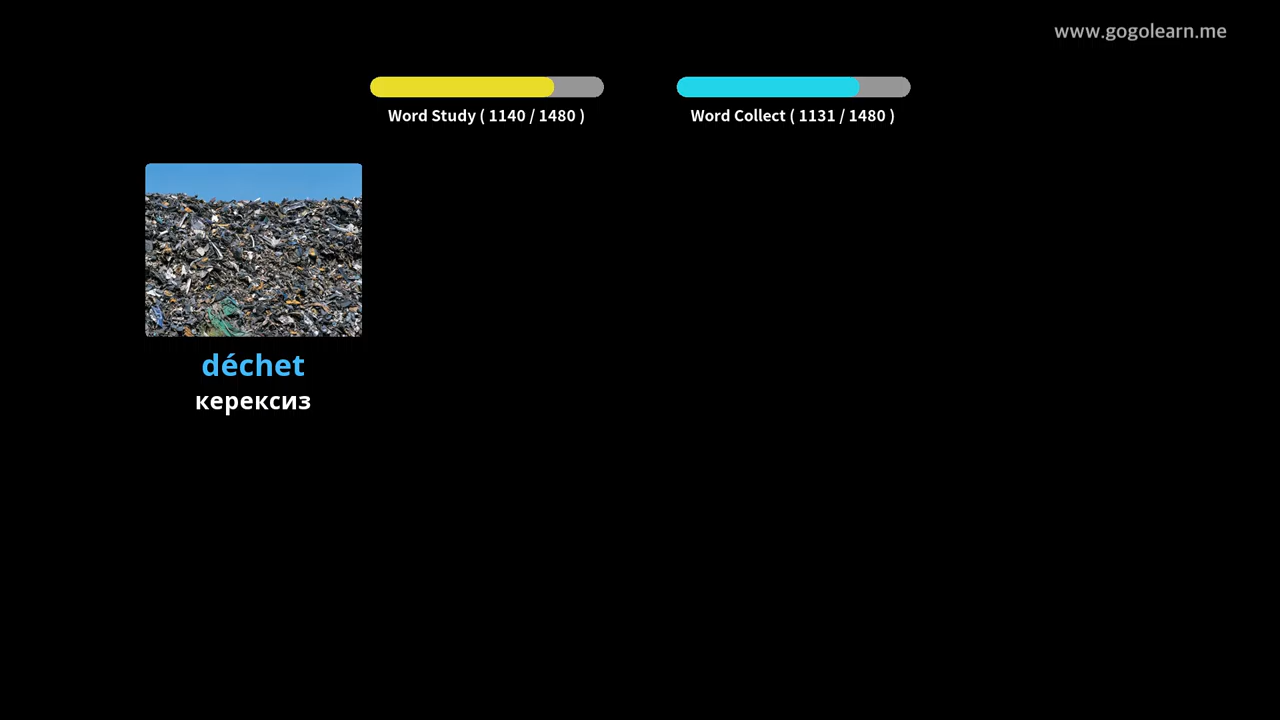 www.gogolearn.me
Word Study ( 1140 / 1480 )
Word Collect ( 1131 / 1480 )
déchet
керексиз